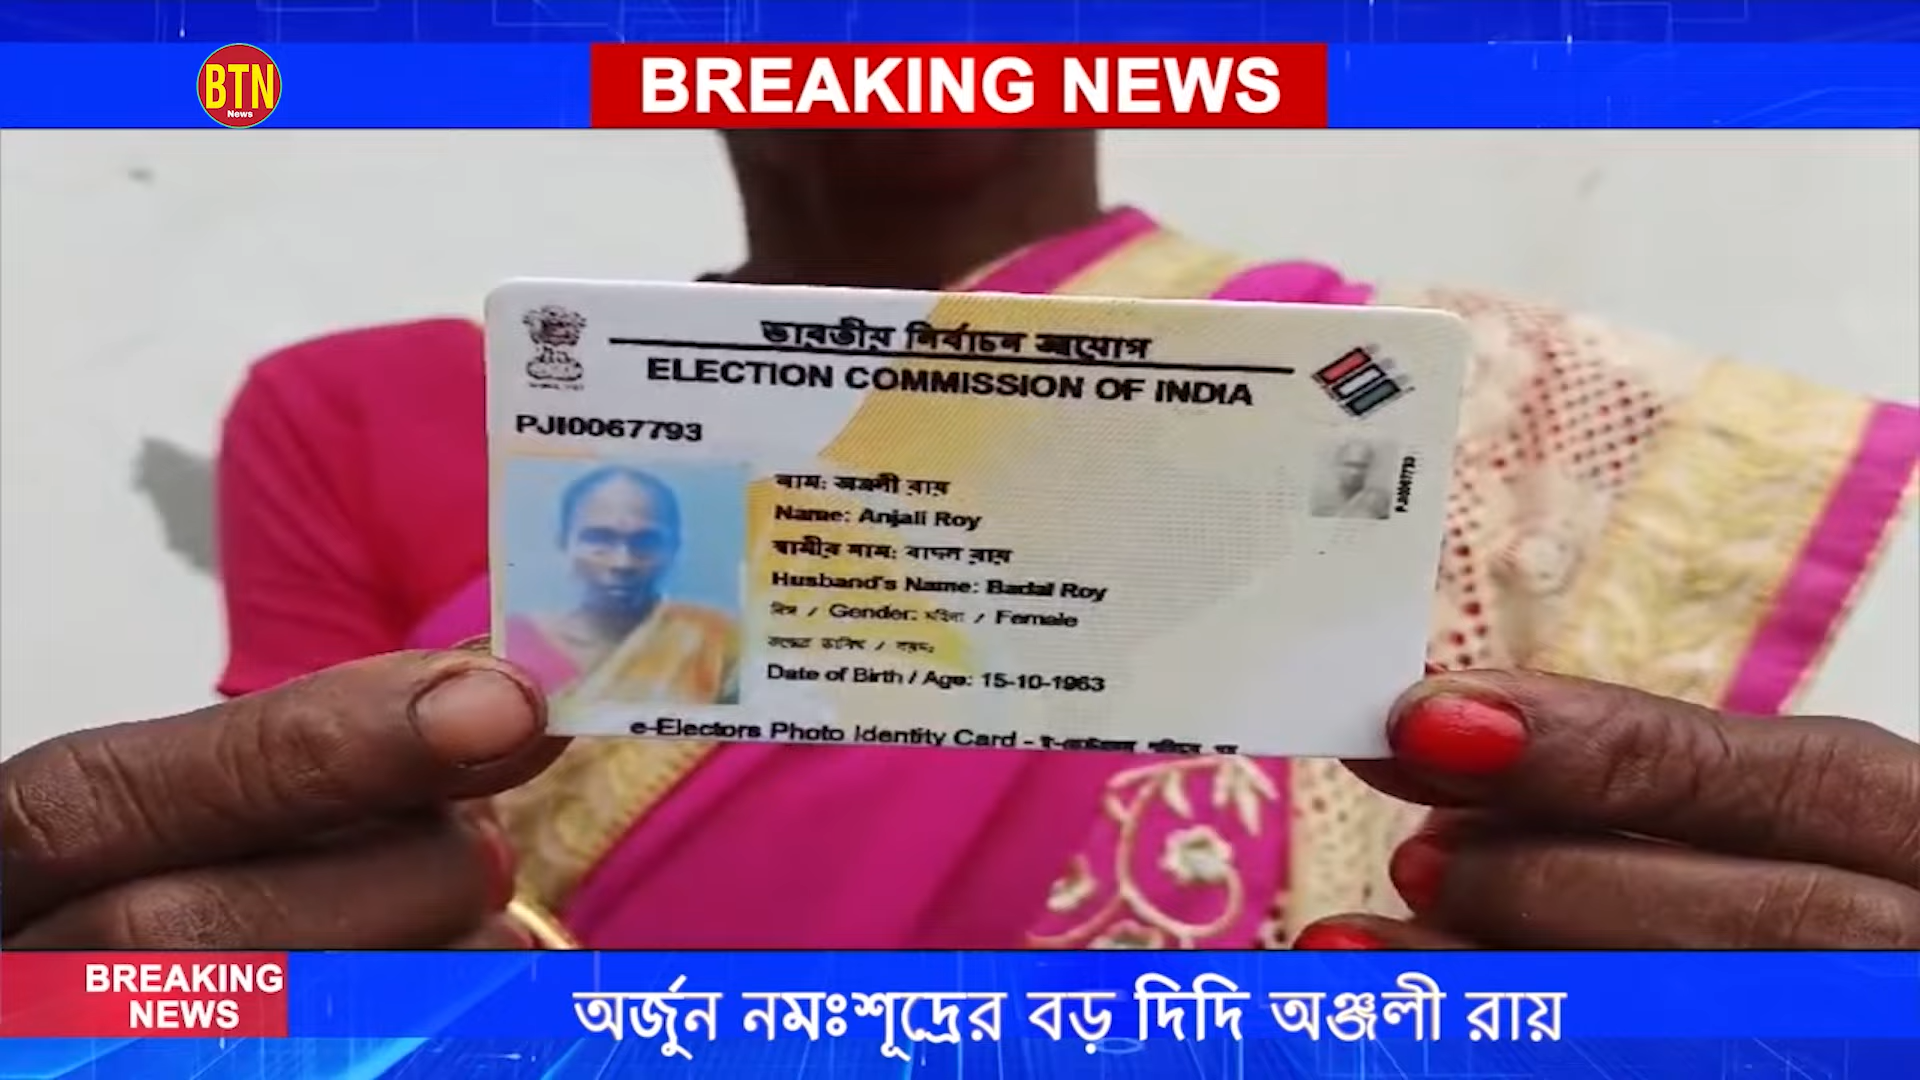 BTN
News
BREAKING NEWS
ভারতীয় নির্বাচন আয়োগ
ELECTION COMMISSION OF INDIA
PJI0067793
নাম: অঞ্জলী রায়
Name: Anjali Roy
PJI0067793
স্বামীর নাম: বাদল রায়
Husband's Name: Badal Roy
লিঙ্গ / Gender: মহিলা / Female
Date of Birth / Age: 15-10-1963
e-Electors Photo Identity Card -
BREAKING
NEWS
অর্জুন নমঃশূদ্রের বড় দিদি অঞ্জলী রায়